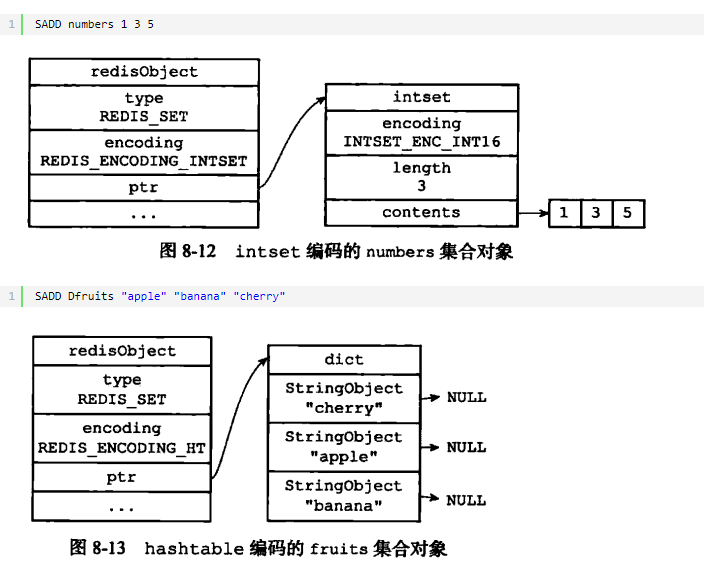 1 SADD numbers 1 3 5
redisObject
type
REDIS_SET
encoding
REDIS_ENCODING_INTSET
ptr
...
intset
encoding
INTSET_ENC_INT16
length
3
contents
1 3 5
图 8-12 intset 编码的 numbers 集合对象
1 SADD Dfruits "apple" "banana" "cherry"
redisObject
type
REDIS_SET
encoding
REDIS_ENCODING_HT
ptr
...
dict
StringObject
"cherry"
NULL
StringObject
"apple"
NULL
StringObject
"banana"
NULL
图 8-13 hashtable 编码的 fruits 集合对象